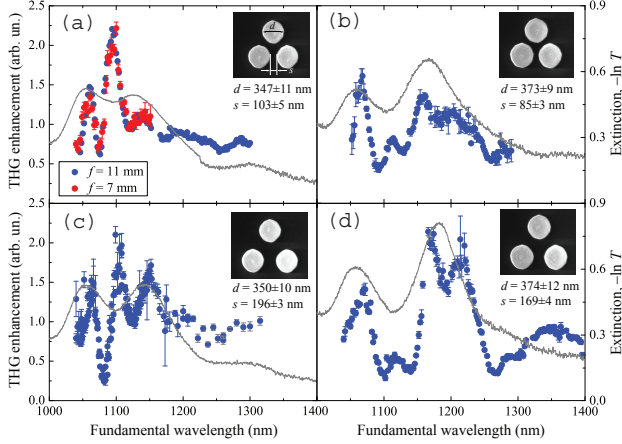 (a)
d
s
d = 347±11 nm
s = 103±5 nm
f = 11 mm
f = 7 mm
THG enhancement (arb. un.)
2.5
2.0
1.5
1.0
0.5
(b)
d = 373±9 nm
s = 85±3 nm
0.9
0.6
0.3
Extinction, –ln T
(c)
d = 350±10 nm
s = 196±3 nm
THG enhancement (arb. un.)
2.5
2.0
1.5
1.0
0.5
0.0
1000 1100 1200 1300 1400
Fundamental wavelength (nm)
(d)
d = 374±12 nm
s = 169±4 nm
0.9
0.6
0.3
0.0
Extinction, –ln T
1100 1200 1300 1400
Fundamental wavelength (nm)